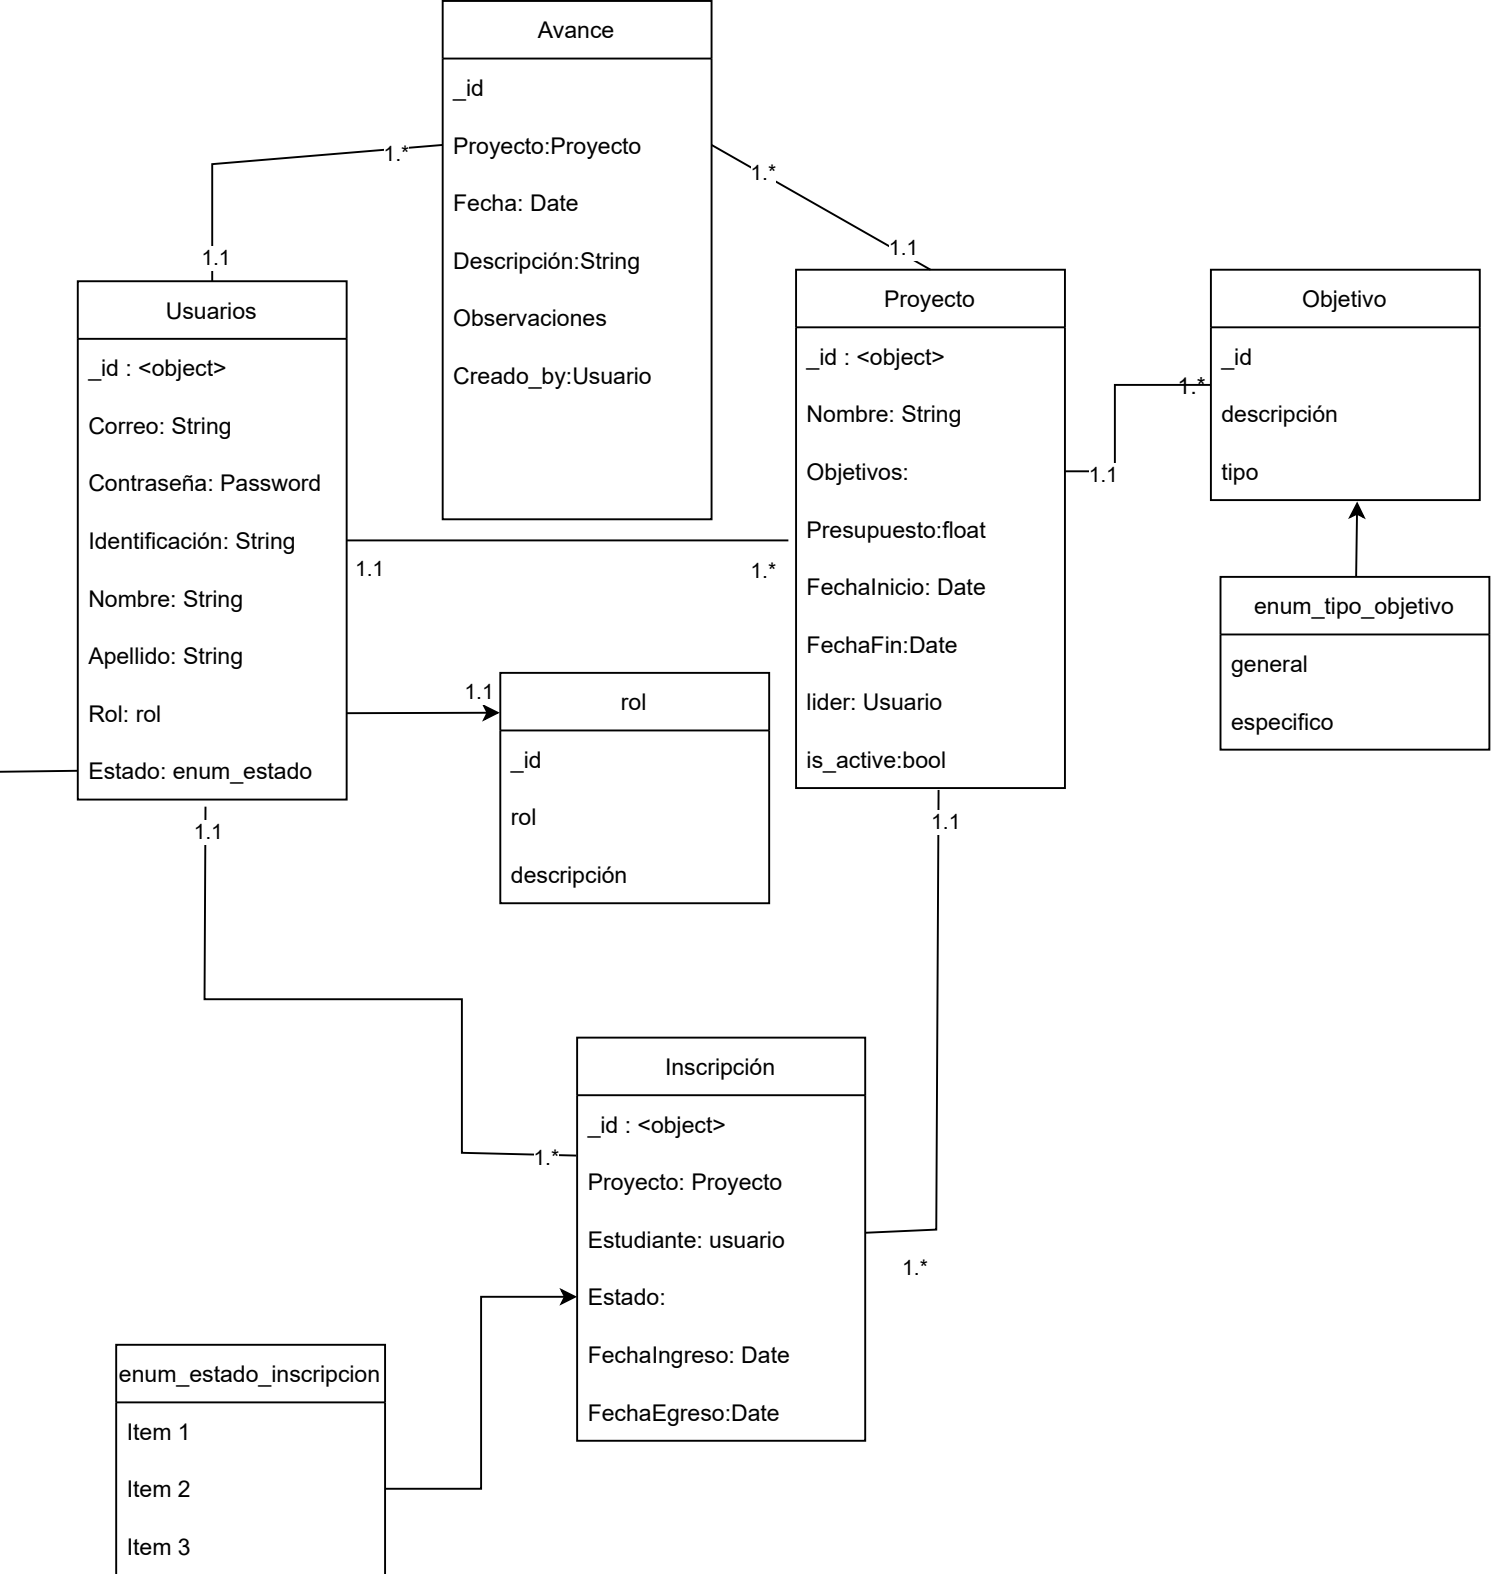 Avance
_id
Proyecto:Proyecto
Fecha: Date
Descripción:String
Observaciones
Creado_by:Usuario
1.*
1.1
1.*
1.1
Usuarios
_id : <object>
Correo: String
Contraseña: Password
Identificación: String
Nombre: String
Apellido: String
Rol: rol
Estado: enum_estado
1.1
1.*
Proyecto
_id : <object>
Nombre: String
Objetivos:
Presupuesto:float
FechaInicio: Date
FechaFin:Date
lider: Usuario
is_active:bool
1.1
1.*
Objetivo
_id
descripción
tipo
enum_tipo_objetivo
general
especifico
1.1
rol
_id
rol
descripción
1.1
1.1
Inscripción
_id : <object>
Proyecto: Proyecto
Estudiante: usuario
Estado:
FechaIngreso: Date
FechaEgreso:Date
1.*
1.*
enum_estado_inscripcion
Item 1
Item 2
Item 3